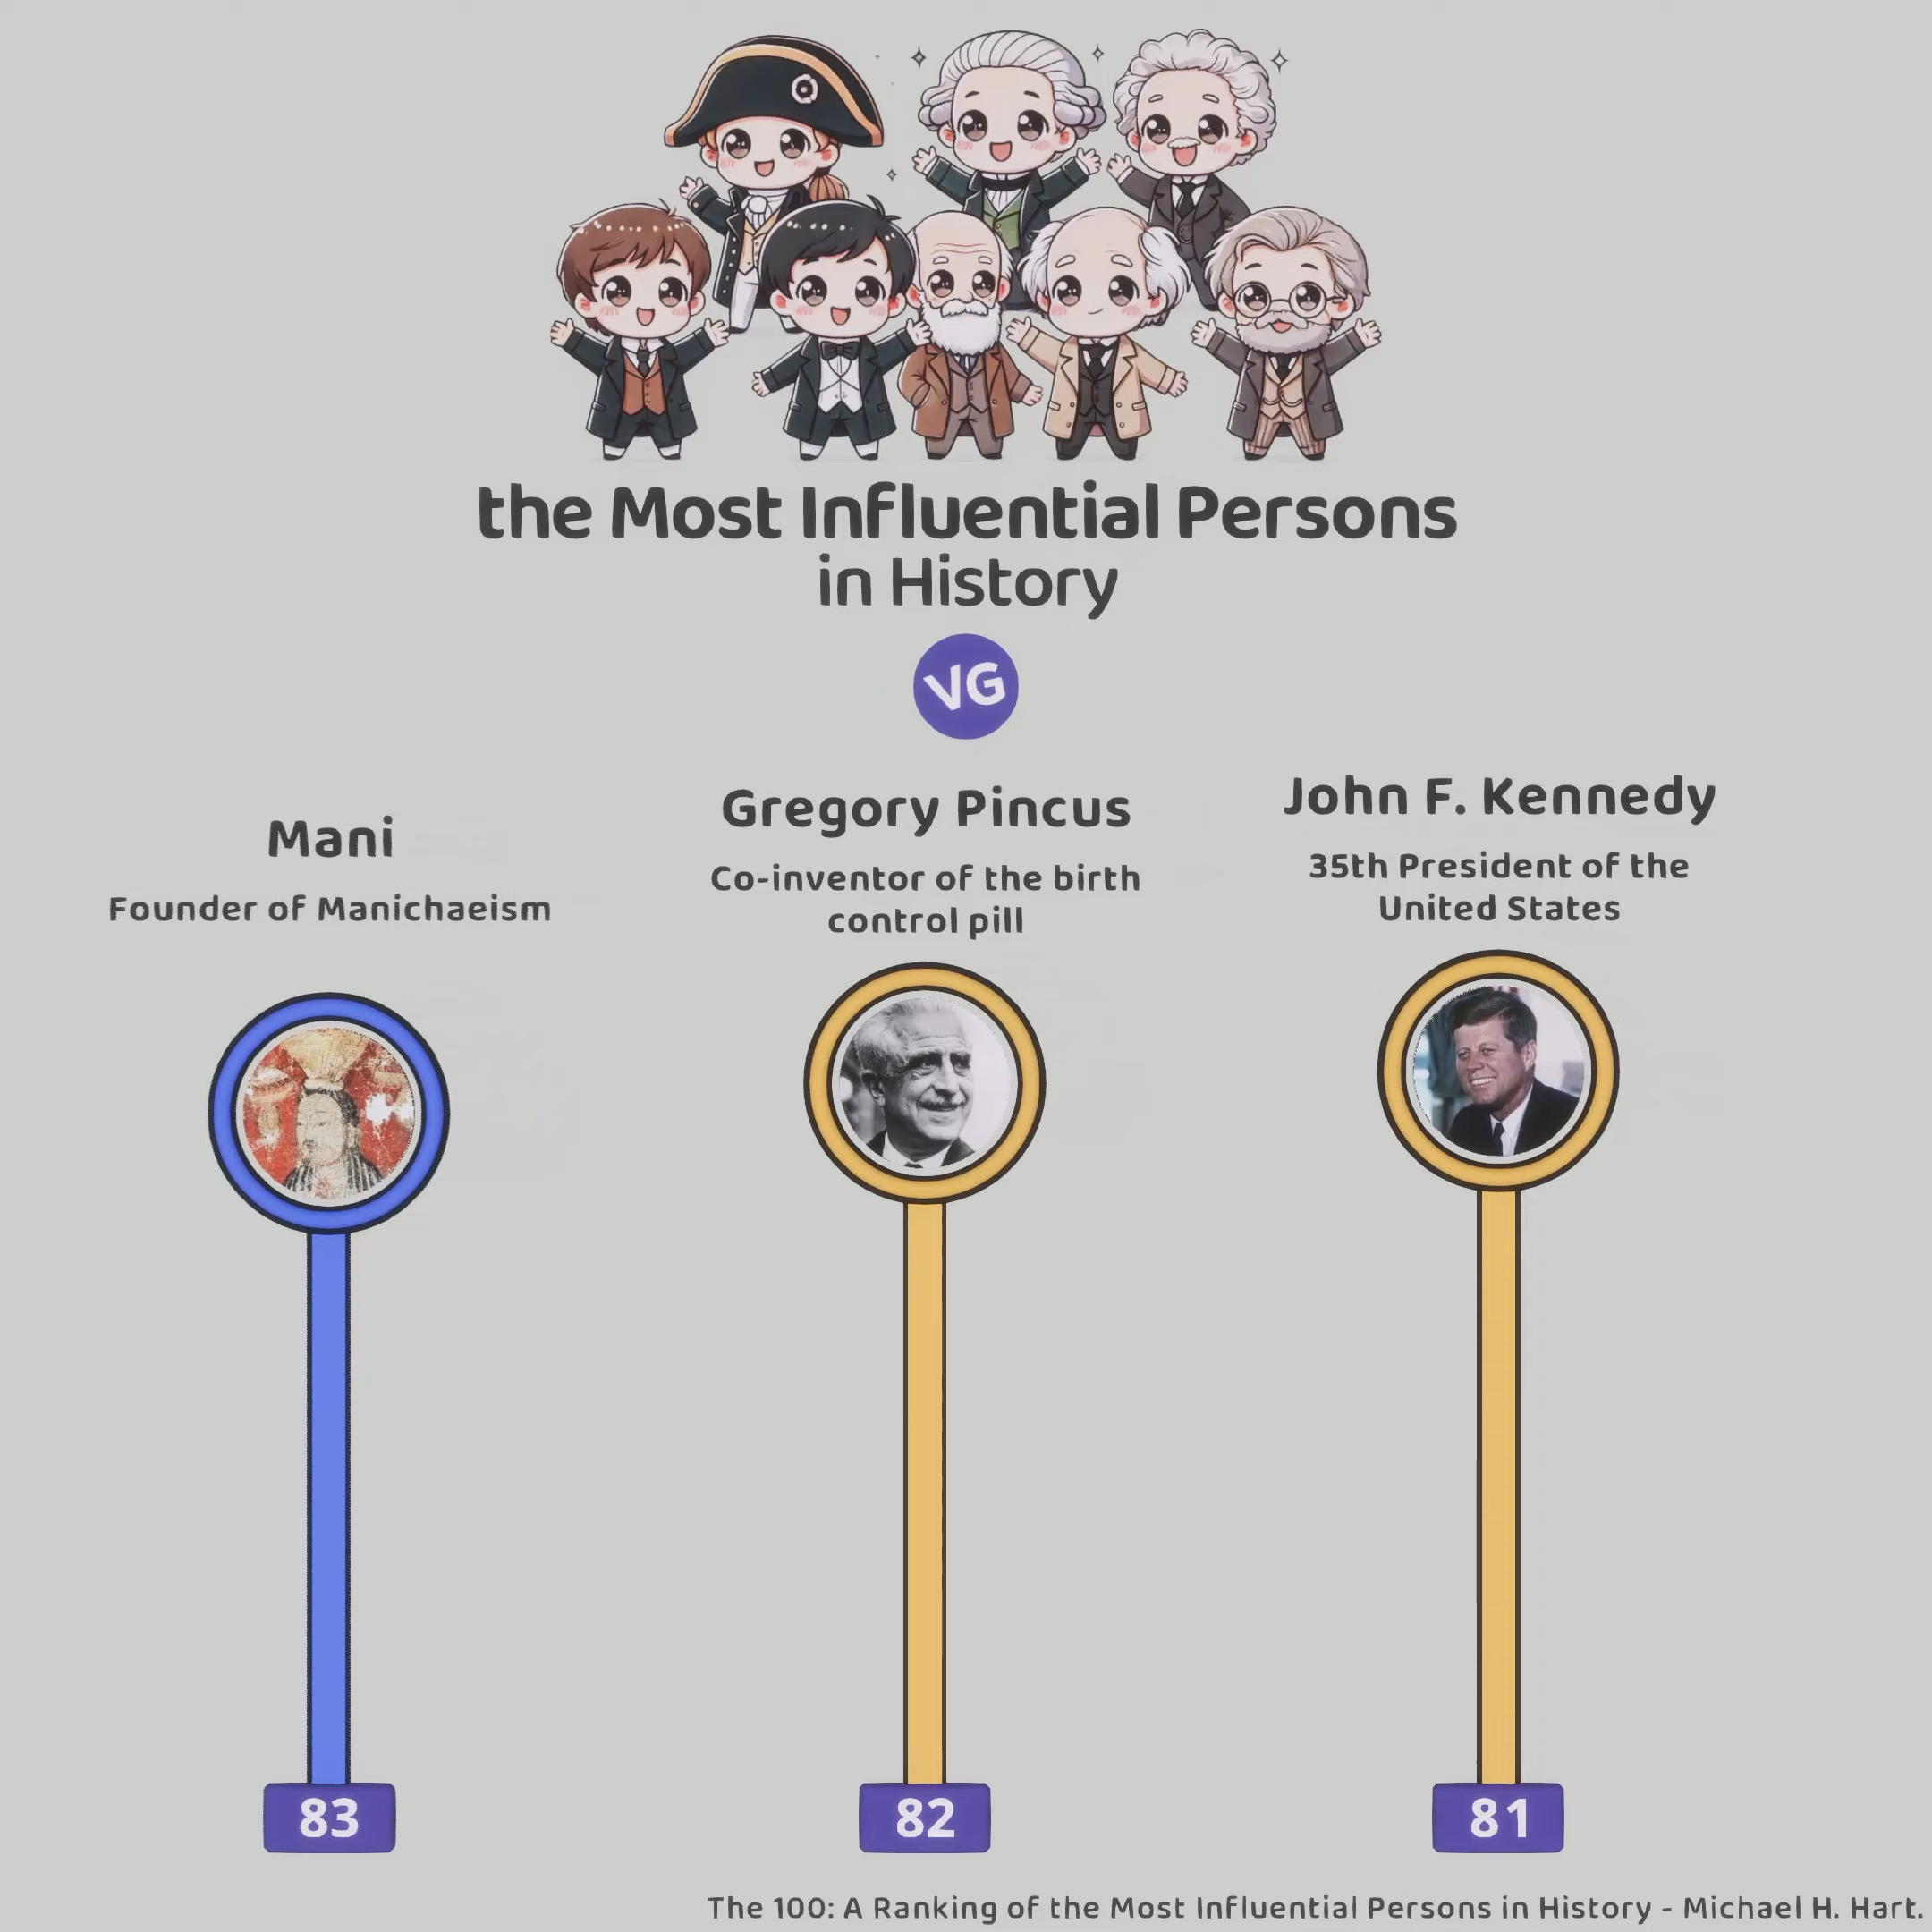 the Most Influential Persons
in History
VG
Mani
Founder of Manichaeism
Gregory Pincus
Co-inventor of the birth
control pill
John F. Kennedy
35th President of the
United States
83
82
81
The 100: A Ranking of the Most Influential Persons in History - Michael H. Hart.